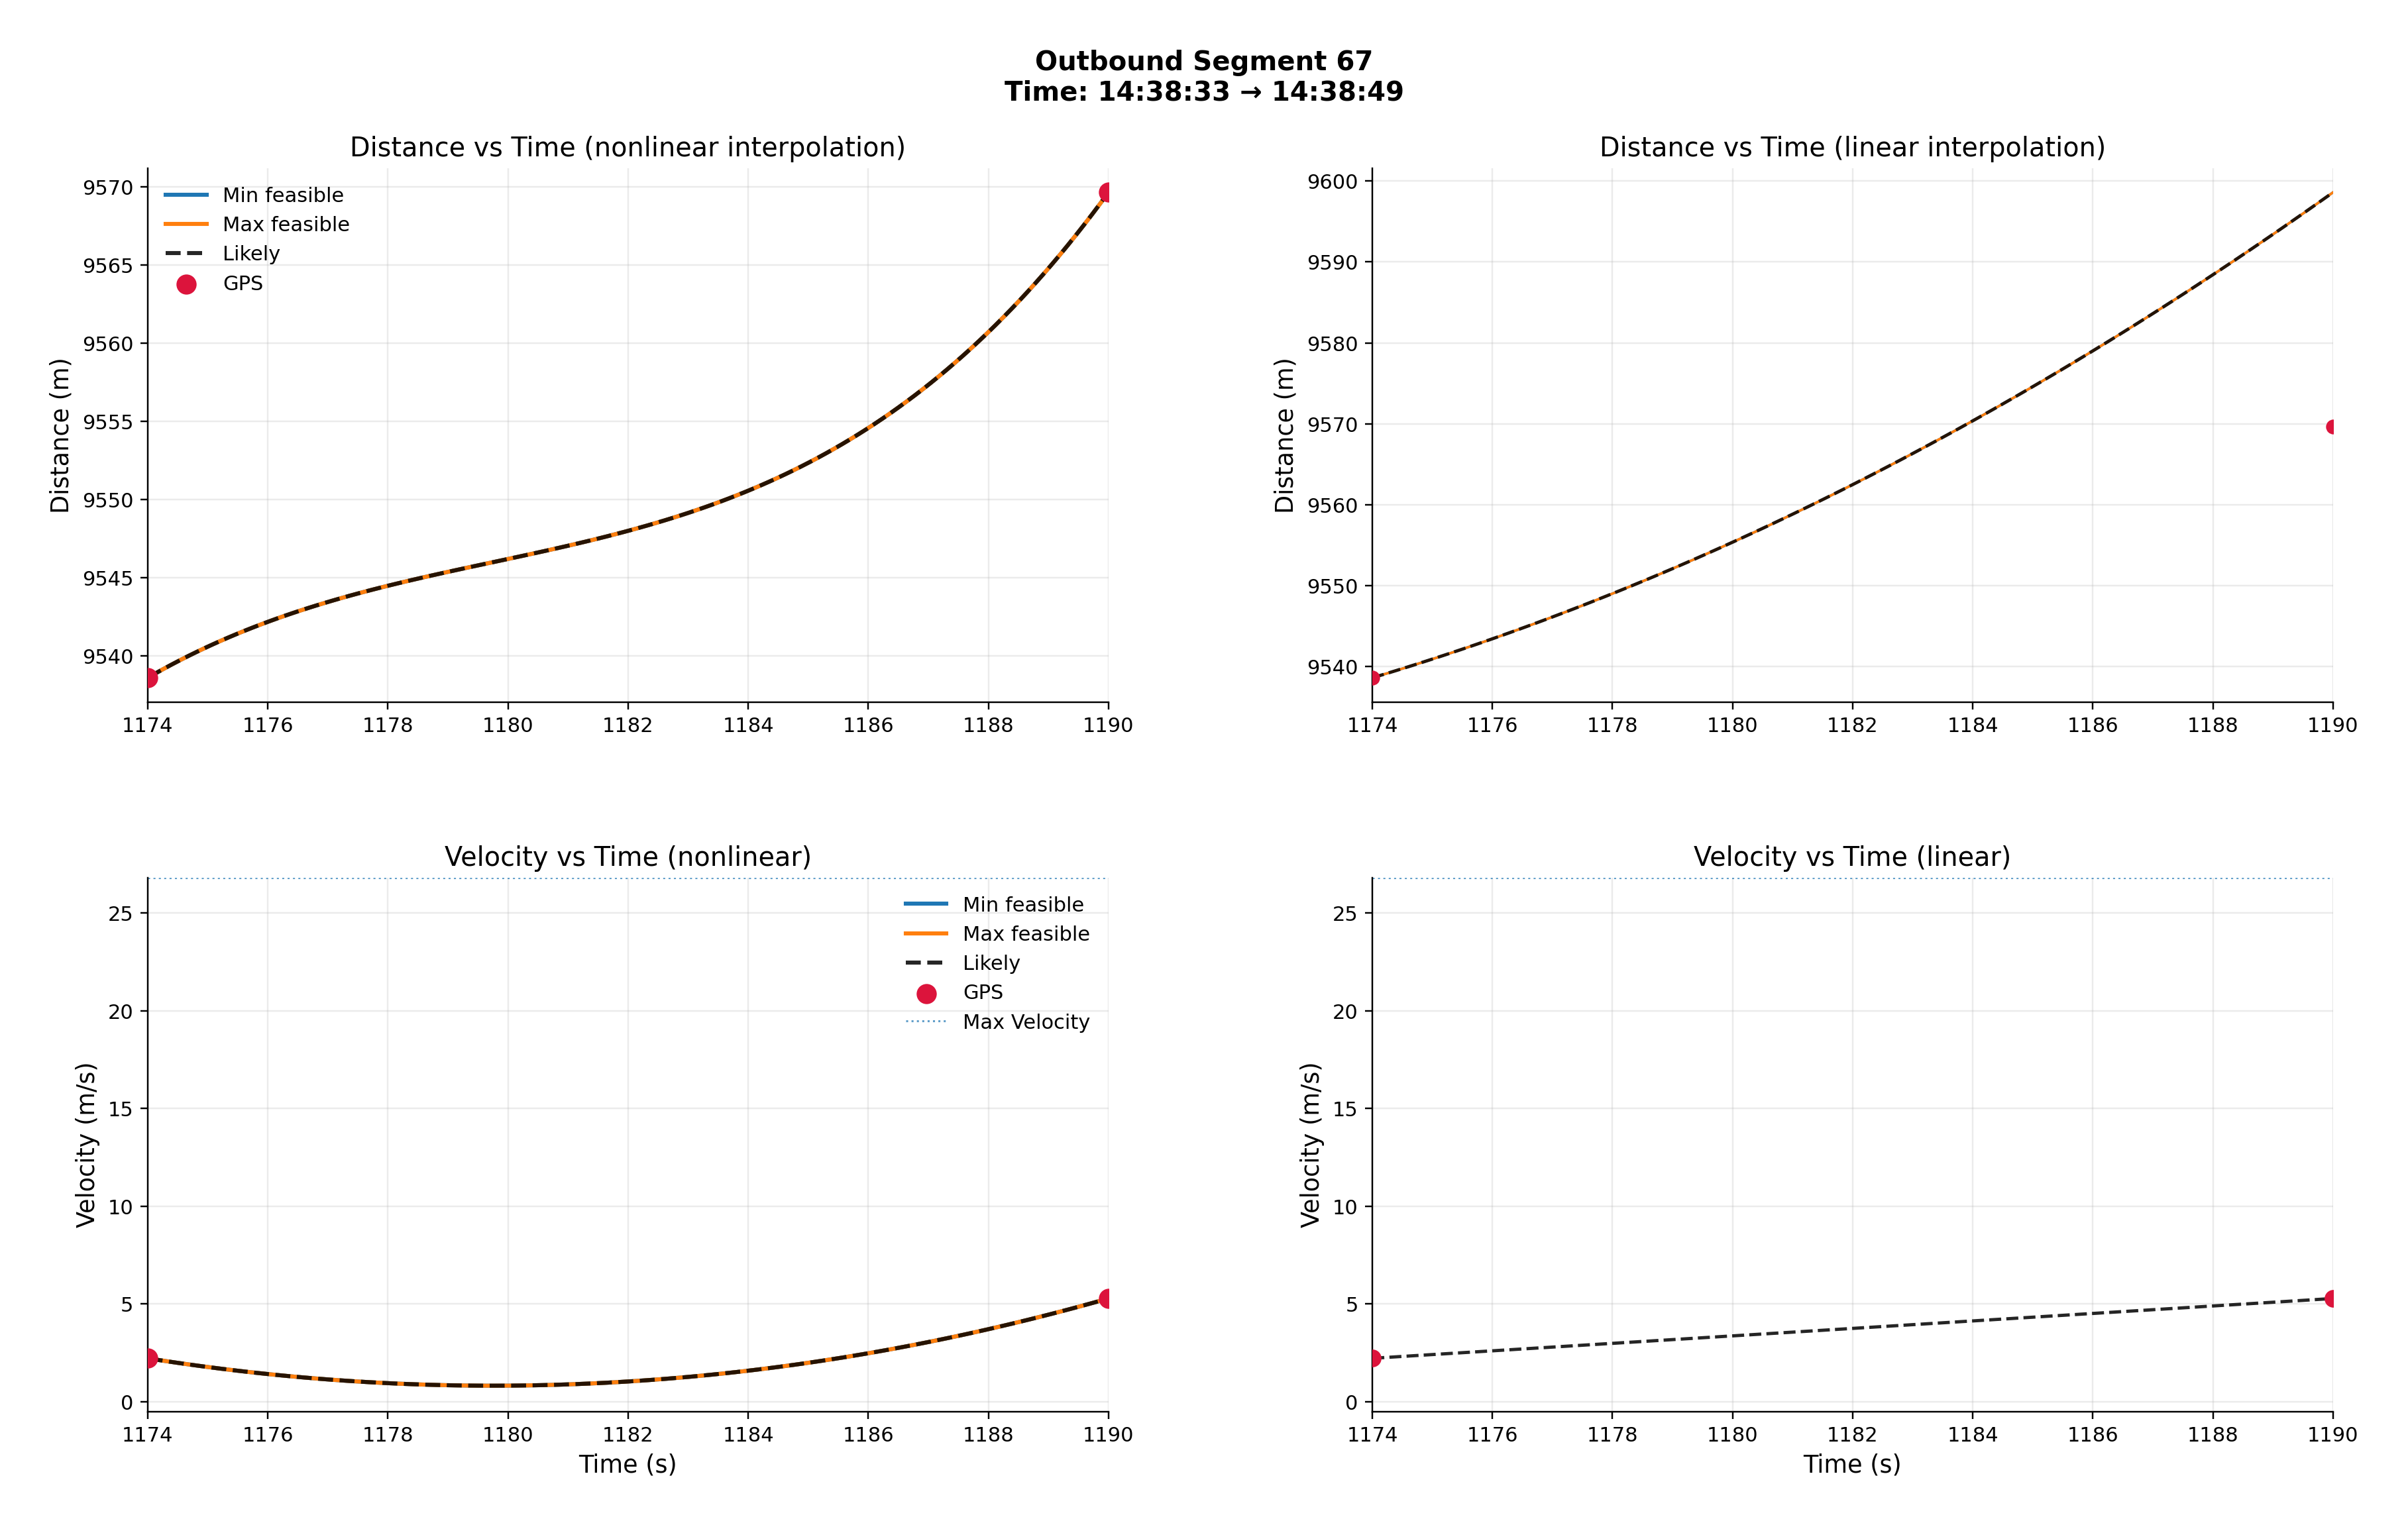 Outbound Segment 67
Time: 14:38:33 → 14:38:49
Distance vs Time (nonlinear interpolation)
9570
9565
9560
9555
9550
9545
9540
Distance (m)
Min feasible
Max feasible
Likely
GPS
1174 1176 1178 1180 1182 1184 1186 1188 1190
Distance vs Time (linear interpolation)
9600
9590
9580
9570
9560
9550
9540
Distance (m)
1174 1176 1178 1180 1182 1184 1186 1188 1190
Velocity vs Time (nonlinear)
25
20
15
10
5
0
Velocity (m/s)
Min feasible
Max feasible
Likely
GPS
Max Velocity
1174 1176 1178 1180 1182 1184 1186 1188 1190
Time (s)
Velocity vs Time (linear)
25
20
15
10
5
0
Velocity (m/s)
1174 1176 1178 1180 1182 1184 1186 1188 1190
Time (s)